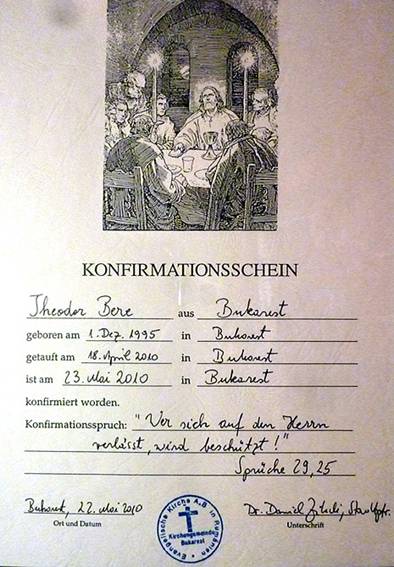 KONFIRMATIONSSCHEIN
Theodor Bere aus Bukarest
geboren am 1. Dez. 1995 in Bukarest
getauft am 18. April 2010 in Bukarest
ist am 23. Mai 2010 in Bukarest
konfirmiert worden.
Konfirmationsspruch: "Wer sich auf den Herrn
verlässt, wird beschützt!"
Sprüche 29,25
Bukarest, 22. Mai 2010 Dr. Daniel
Ort und Datum Unterschrift
Evangelische Kirche A.B. in Rumänien
Kirchengemeinde
Bukarest